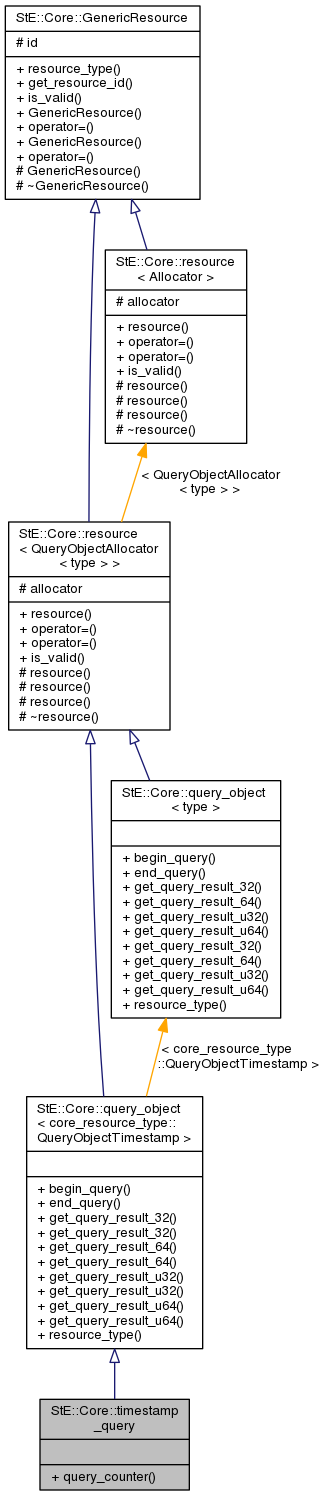 StE::Core::GenericResource
# id
+ resource_type()
+ get_resource_id()
+ is_valid()
+ GenericResource()
+ operator=()
+ GenericResource()
+ operator=()
# GenericResource()
# ~GenericResource()
StE::Core::resource
< Allocator >
# allocator
+ resource()
+ operator=()
+ operator=()
+ is_valid()
# resource()
# resource()
# resource()
# ~resource()
< QueryObjectAllocator
< type > >
StE::Core::resource
< QueryObjectAllocator
< type > >
# allocator
+ resource()
+ operator=()
+ operator=()
+ is_valid()
# resource()
# resource()
# resource()
# ~resource()
StE::Core::query_object
< type >
+ begin_query()
+ end_query()
+ get_query_result_32()
+ get_query_result_64()
+ get_query_result_u32()
+ get_query_result_u64()
+ get_query_result_32()
+ get_query_result_64()
+ get_query_result_u32()
+ get_query_result_u64()
+ resource_type()
< core_resource_type
::QueryObjectTimestamp >
StE::Core::query_object
< core_resource_type::
QueryObjectTimestamp >
+ begin_query()
+ end_query()
+ get_query_result_32()
+ get_query_result_32()
+ get_query_result_64()
+ get_query_result_64()
+ get_query_result_u32()
+ get_query_result_u32()
+ get_query_result_u64()
+ get_query_result_u64()
+ resource_type()
StE::Core::timestamp
_query
+ query_counter()